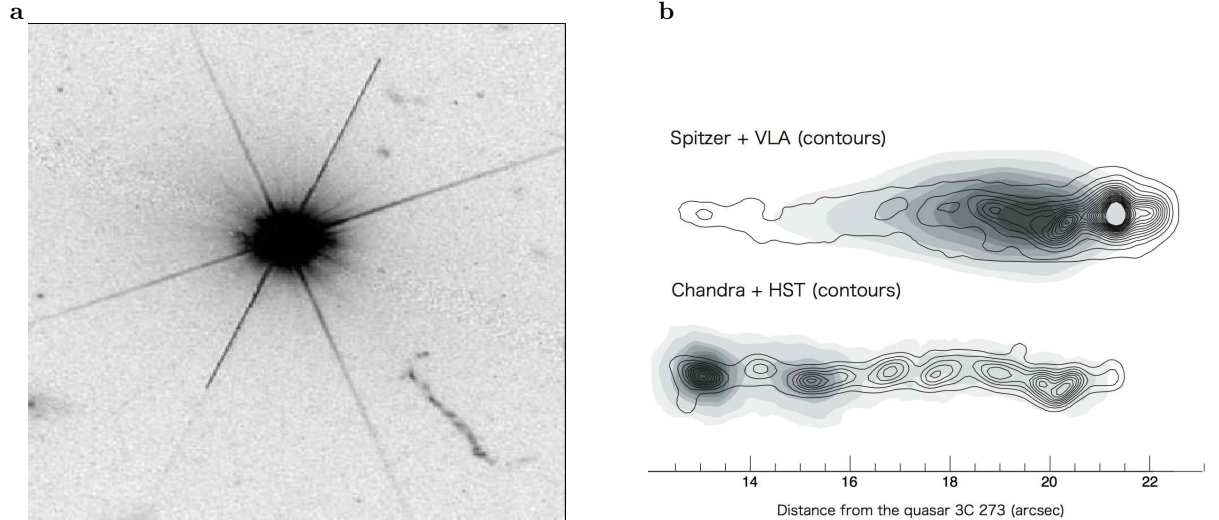 a
b
Spitzer + VLA (contours)
Chandra + HST (contours)
14 16 18 20 22
Distance from the quasar 3C 273 (arcsec)